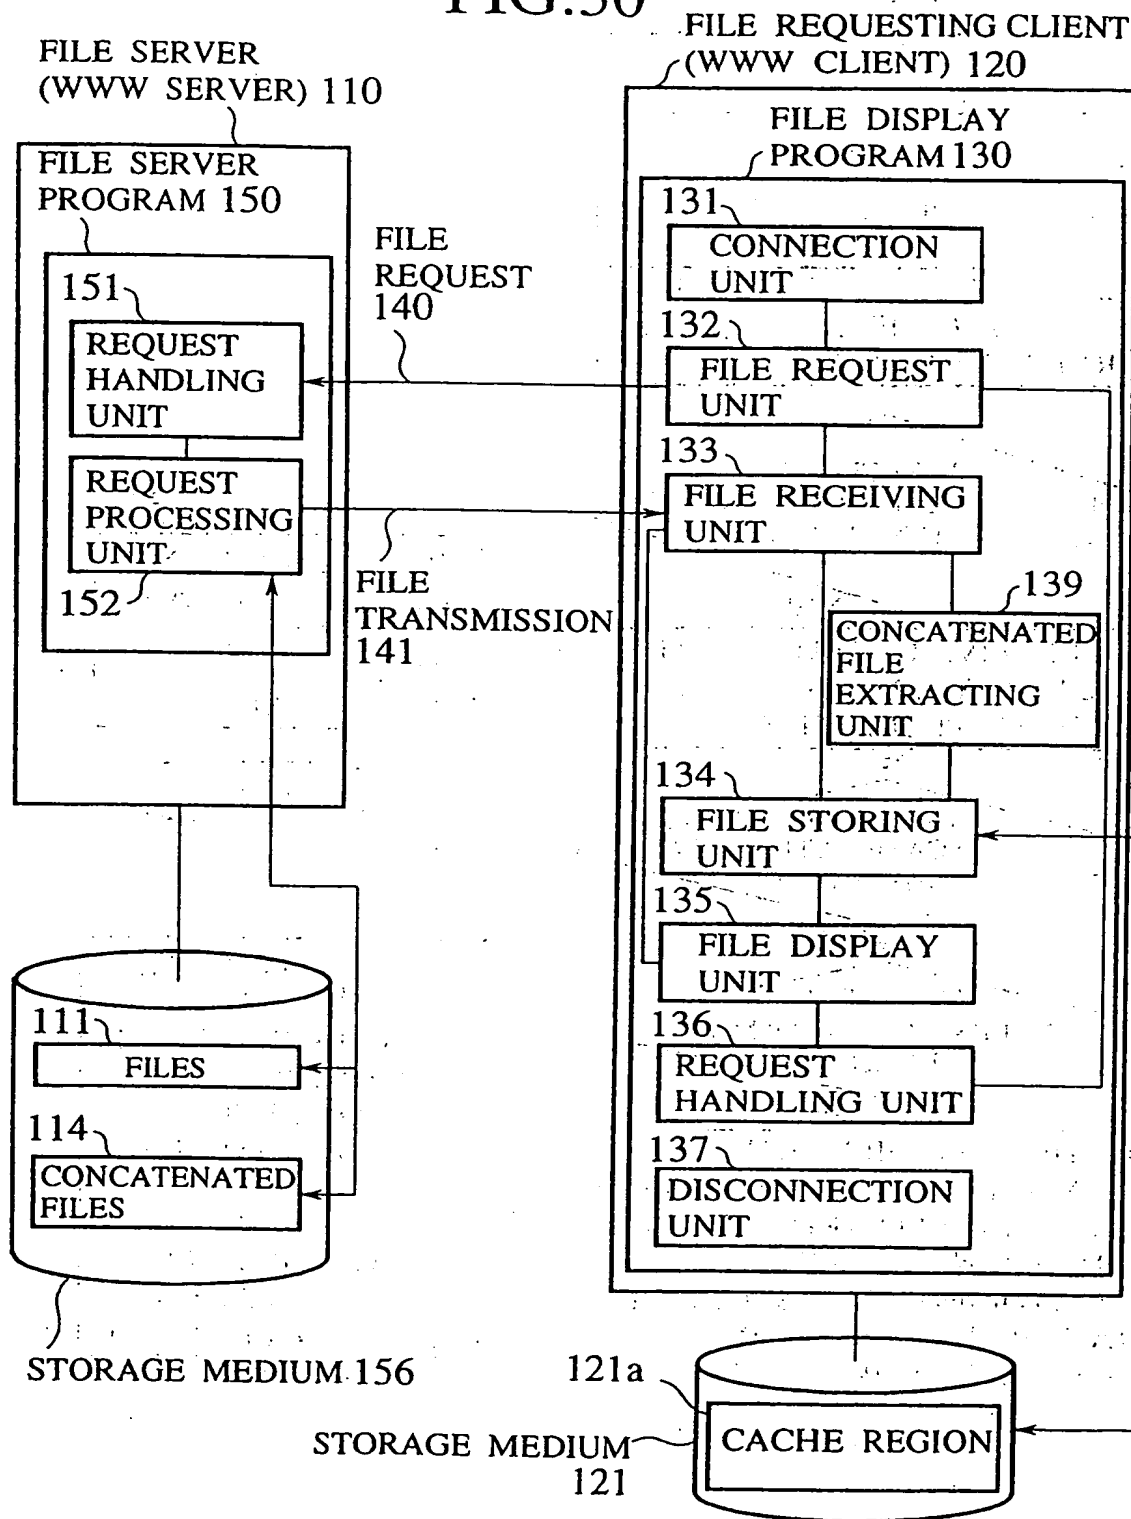 FIG.30
FILE SERVER
(WWW SERVER) 110
FILE SERVER
PROGRAM 150
151
REQUEST
HANDLING
UNIT
REQUEST
PROCESSING
UNIT
152
FILE
REQUEST
140
FILE
TRANSMISSION
141
111
FILES
114
CONCATENATED
FILES
STORAGE MEDIUM 156
FILE REQUESTING CLIENT
(WWW CLIENT) 120
FILE DISPLAY
PROGRAM 130
131
CONNECTION
UNIT
132
FILE REQUEST
UNIT
133
FILE RECEIVING
UNIT
139
CONCATENATED
FILE
EXTRACTING
UNIT
134
FILE STORING
UNIT
135
FILE DISPLAY
UNIT
136
REQUEST
HANDLING UNIT
137
DISCONNECTION
UNIT
121a
CACHE REGION
STORAGE MEDIUM
121